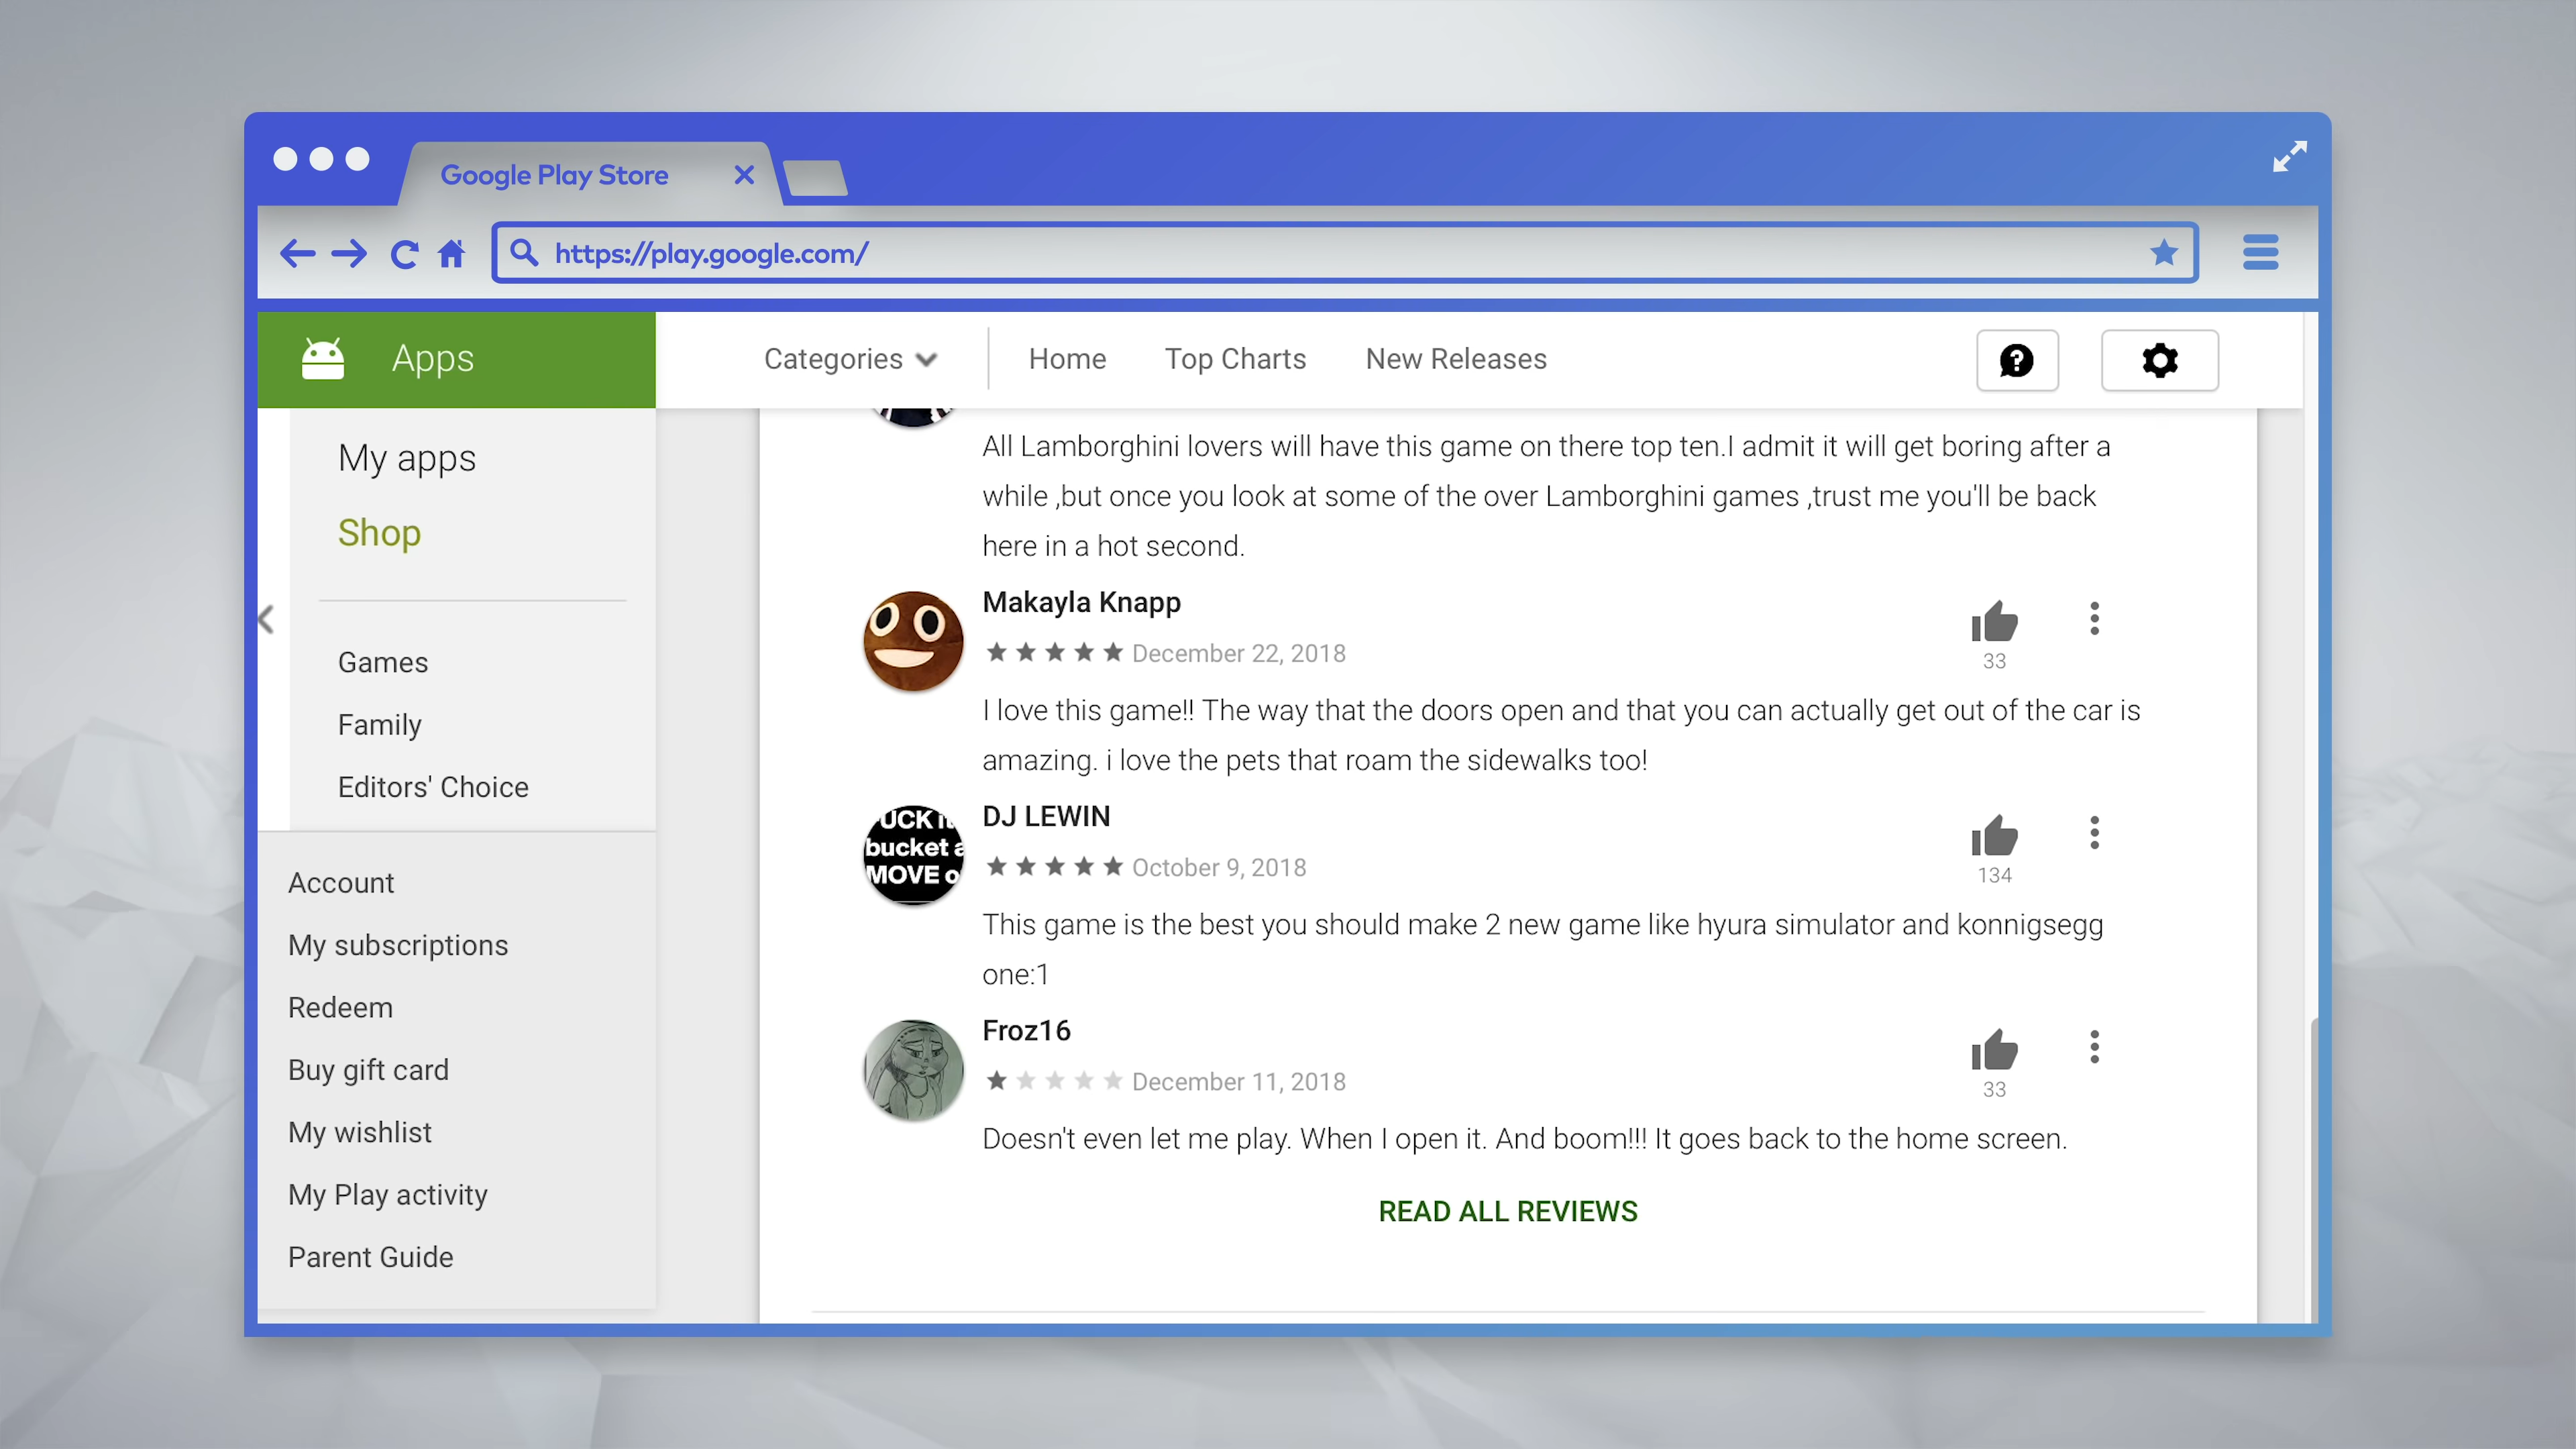 Google Play Store
https://play.google.com/
Apps
Categories
Home
Top Charts
New Releases
My apps
Shop
Games
Family
Editors' Choice
Account
My subscriptions
Redeem
Buy gift card
My wishlist
My Play activity
Parent Guide
All Lamborghini lovers will have this game on there top ten.I admit it will get boring after a
while ,but once you look at some of the over Lamborghini games ,trust me you'll be back
here in a hot second.
Makayla Knapp
December 22, 2018
33
I love this game!! The way that the doors open and that you can actually get out of the car is
amazing. i love the pets that roam the sidewalks too!
UCK it
bucket a
MOVE o
DJ LEWIN
October 9, 2018
134
This game is the best you should make 2 new game like hyura simulator and konnigsegg
one:1
Froz16
December 11, 2018
33
Doesn't even let me play. When I open it. And boom!!! It goes back to the home screen.
READ ALL REVIEWS